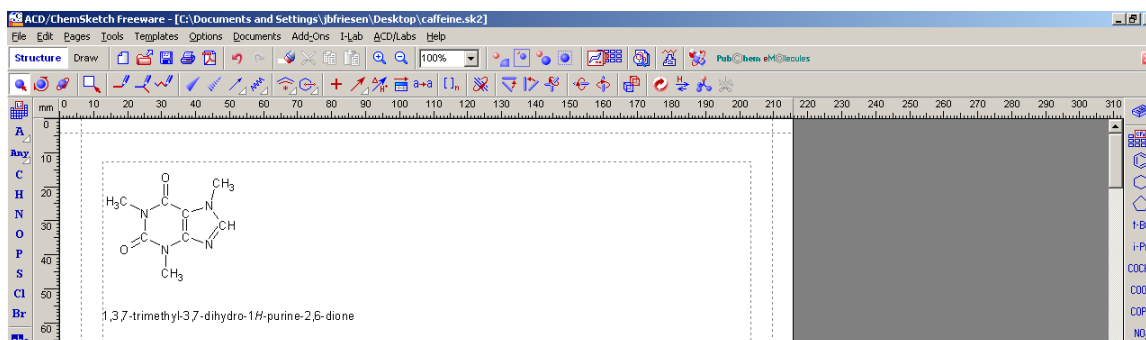 ACD/ChemSketch Freeware - [C:\Documents and Settings\jbfriesen\Desktop\caffeine.sk2]
File Edit Pages Tools Templates Options Documents Add-Ons I-Lab ACD/Labs Help
Structure Draw 100% PubChem eMolecules
mm 0 10 20 30 40 50 60 70 80 90 100 110 120 130 140 150 160 170 180 190 200 210 220 230 240 250 260 270 280 290 300 310
0
A
Any
10
C
H
20
N
30
O
P
40
S
Cl
50
Br
60
O
CH3
H3C
N
N
C
C
CH
C
C
O
N
N
CH3
1,3,7-trimethyl-3,7-dihydro-1H-purine-2,6-dione
t-B
i-P
COC
COO
COP
NO